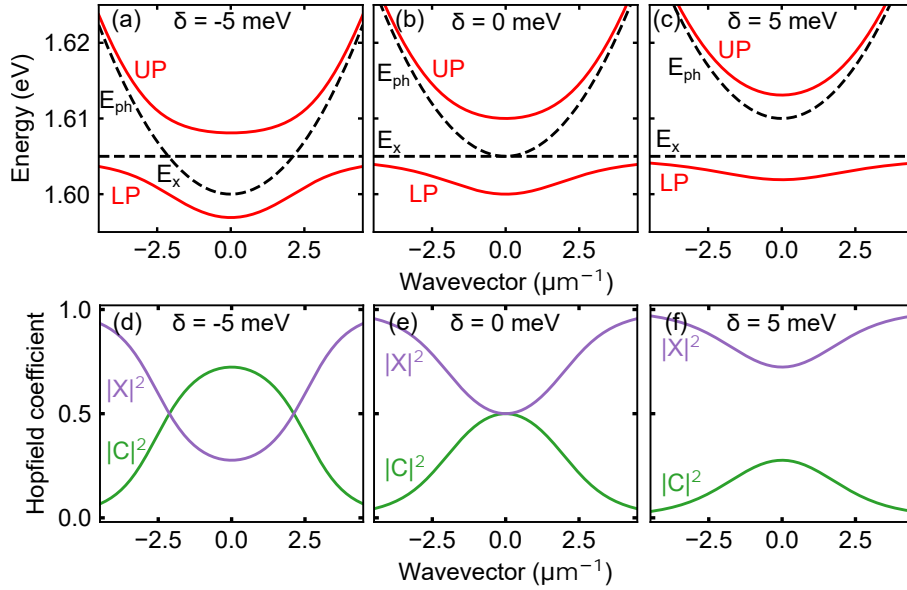 (a) δ = -5 meV
(b) δ = 0 meV
(c) δ = 5 meV
Energy (eV)
1.62
1.61
1.60
UP
E_ph
E_x
LP
UP
E_ph
E_x
LP
UP
E_ph
E_x
LP
−2.5 0.0 2.5
−2.5 0.0 2.5
−2.5 0.0 2.5
Wavevector (μm⁻¹)
(d) δ = -5 meV
(e) δ = 0 meV
(f) δ = 5 meV
Hopfield coefficient
1.0
0.5
0.0
|X|²
|C|²
|X|²
|C|²
|X|²
|C|²
−2.5 0.0 2.5
−2.5 0.0 2.5
−2.5 0.0 2.5
Wavevector (μm⁻¹)